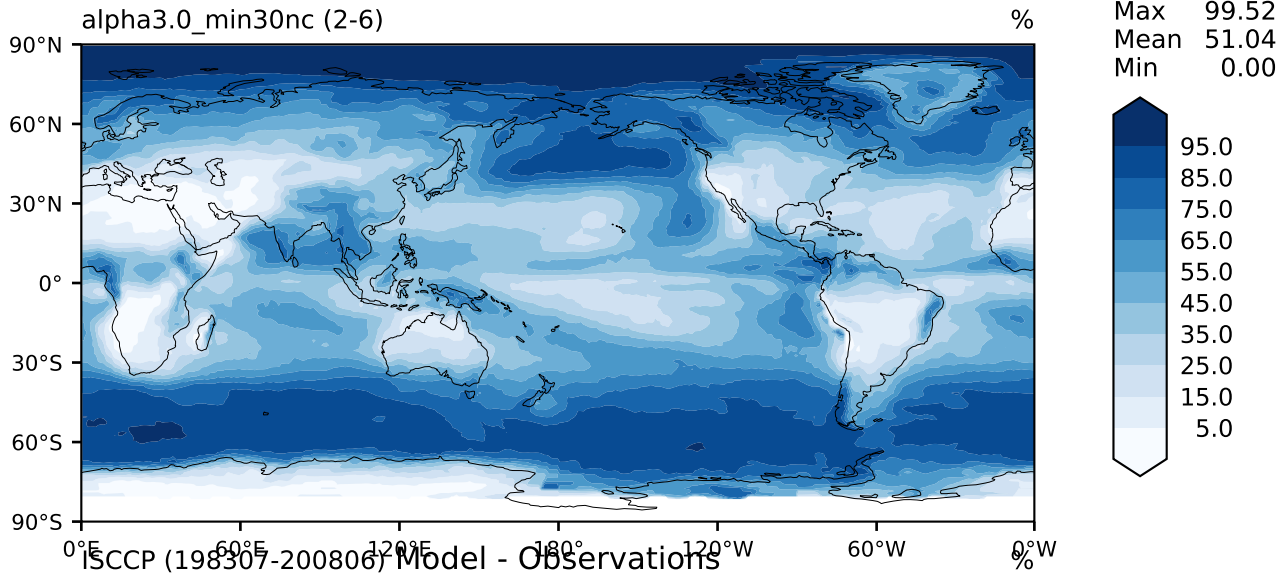 alpha3.0_min30nc (2-6) %
Max 99.52
Mean 51.04
Min 0.00
90°N
60°N
30°N
0°
30°S
60°S
90°S
95.0
85.0
75.0
65.0
55.0
45.0
35.0
25.0
15.0
5.0
0°E 60°E 120°E 180° 120°W 60°W 0°W
ISCCP (198307-200806) Model - Observations %